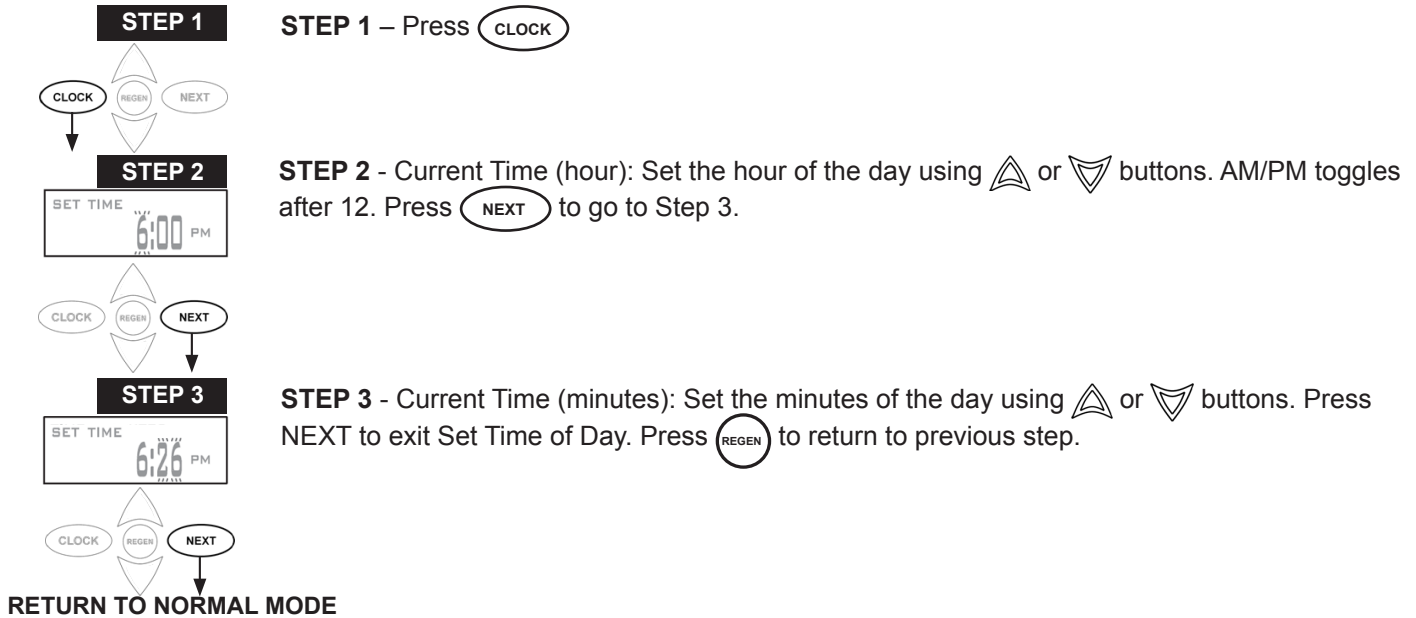 STEP 1
STEP 1 – Press CLOCK
CLOCK REGEN NEXT
STEP 2
STEP 2 - Current Time (hour): Set the hour of the day using or buttons. AM/PM toggles
after 12. Press NEXT to go to Step 3.
SET TIME
6:00 PM
CLOCK REGEN NEXT
STEP 3
STEP 3 - Current Time (minutes): Set the minutes of the day using or buttons. Press
NEXT to exit Set Time of Day. Press REGEN to return to previous step.
SET TIME
6:26 PM
CLOCK REGEN NEXT
RETURN TO NORMAL MODE